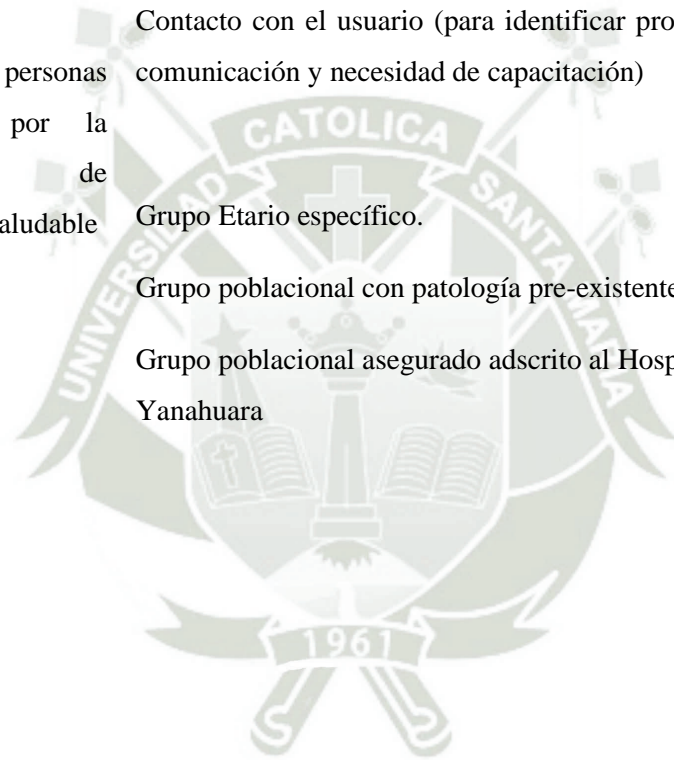 Contacto con el usuario (para identificar pro
personas comunicación y necesidad de capacitación)
por la
de
aludable Grupo Etario específico.
Grupo poblacional con patología pre-existente
Grupo poblacional asegurado adscrito al Hosp
Yanahuara
UNIVERSIDAD CATOLICA SANTA MARIA
1961